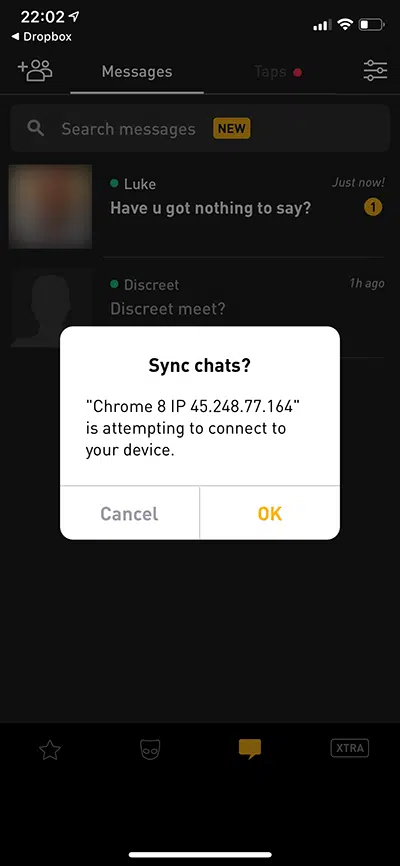 22:02
Dropbox
Messages
Taps
Search messages NEW
Luke
Just now!
Have u got nothing to say?
1
Discreet
1h ago
Discreet meet?
Sync chats?
"Chrome 8 IP 45.248.77.164"
is attempting to connect to
your device.
Cancel
OK
XTRA